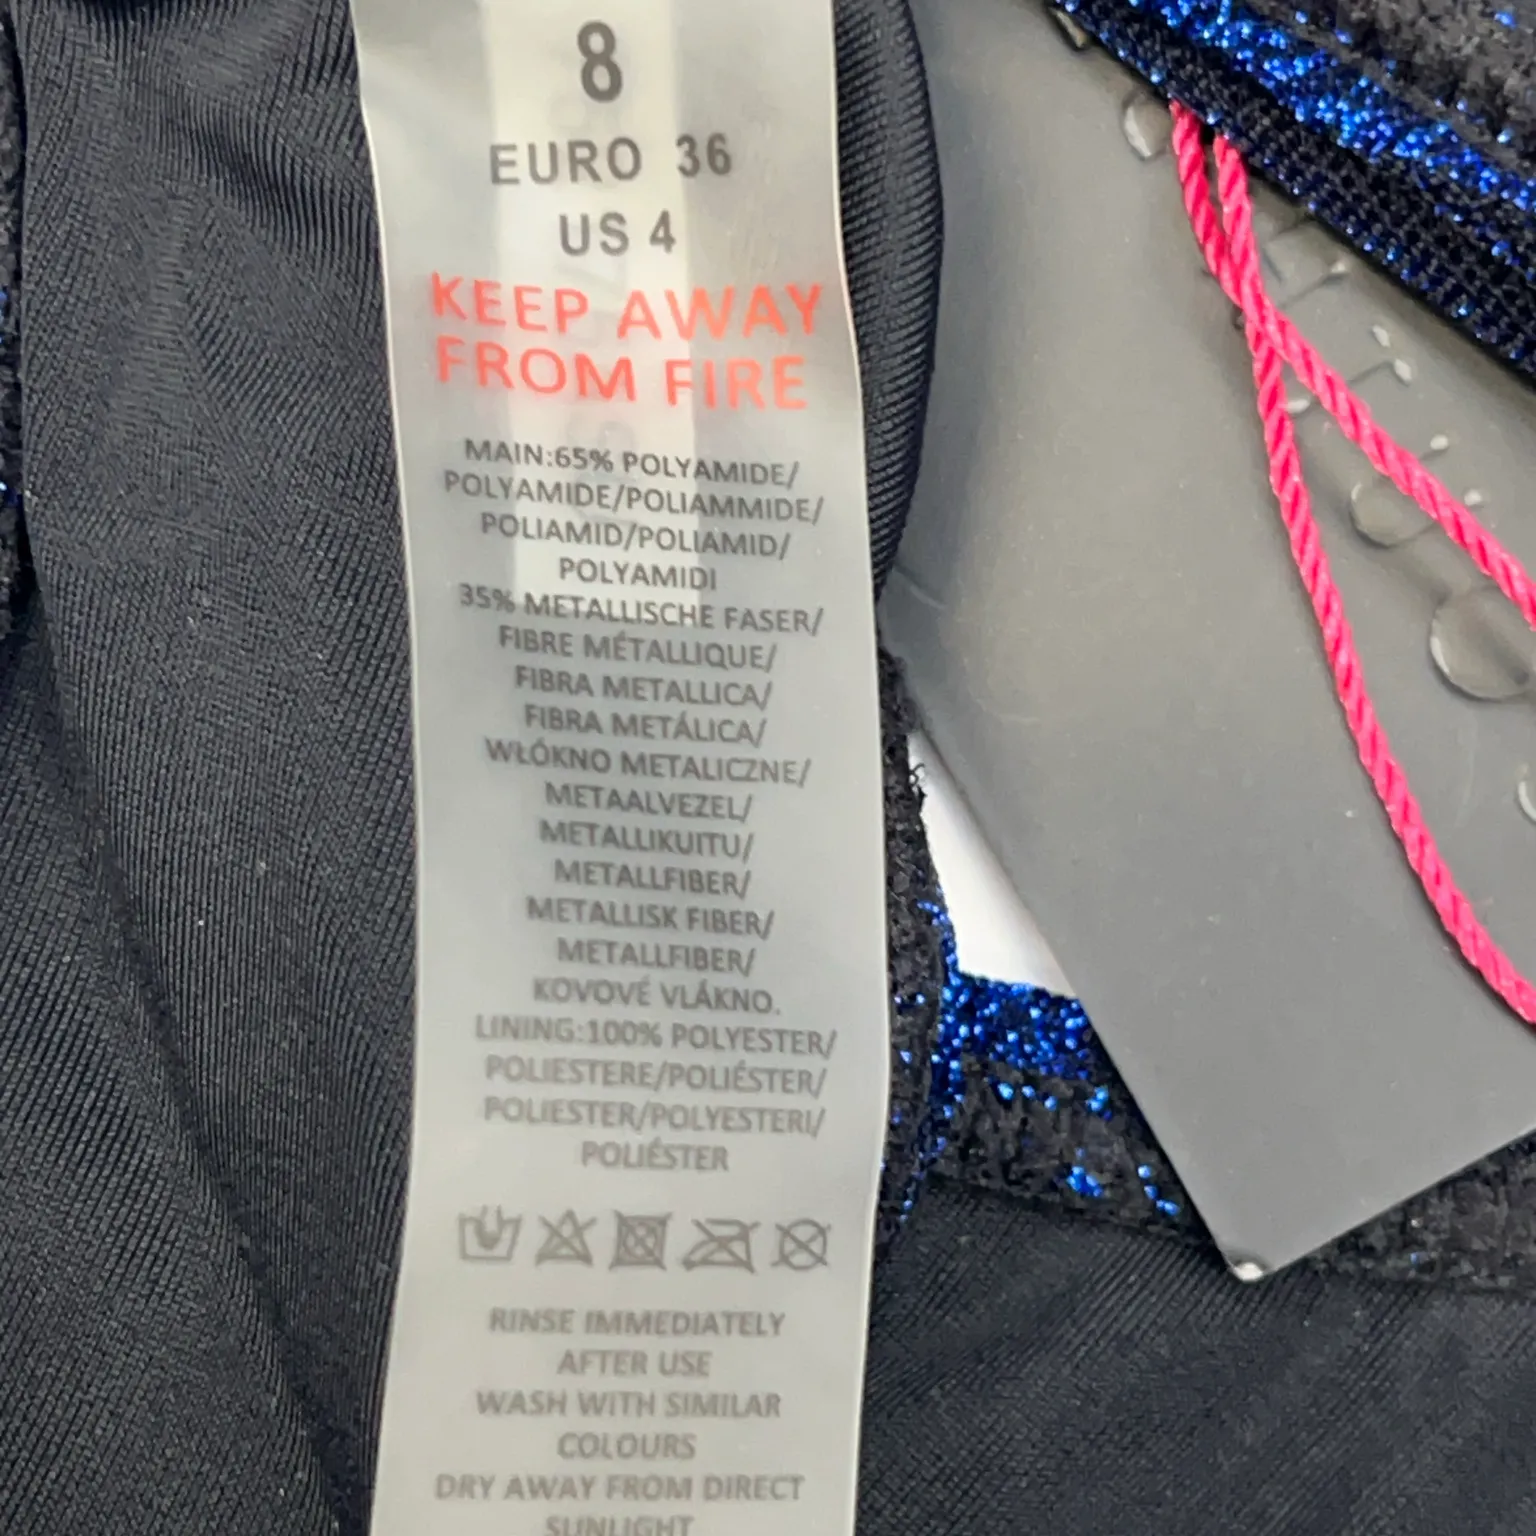 8
EURO 36
US 4
KEEP AWAY
FROM FIRE
MAIN:65% POLYAMIDE/
POLYAMIDE/POLIAMMIDE/
POLIAMID/POLIAMID/
POLYAMIDI
35% METALLISCHE FASER/
FIBRE MÉTALLIQUE/
FIBRA METALLICA/
FIBRA METÁLICA/
WŁÓKNO METALICZNE/
METAALVEZEL/
METALLIKUITU/
METALLFIBER/
METALLISK FIBER/
METALLFIBER/
KOVOVÉ VLÁKNO.
LINING:100% POLYESTER/
POLIESTERE/POLIÉSTER/
POLIESTER/POLYESTERI/
POLIÉSTER
RINSE IMMEDIATELY
AFTER USE
WASH WITH SIMILAR
COLOURS
DRY AWAY FROM DIRECT
SUNLIGHT